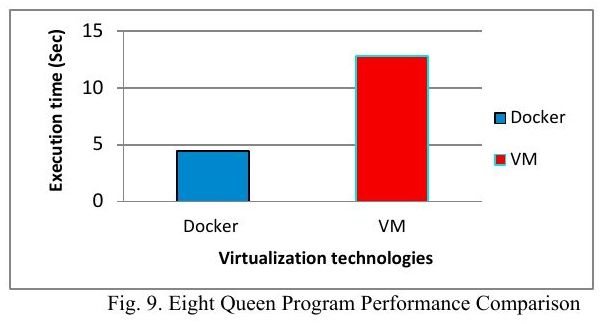 Execution time (Sec)
15
10
5
0
Docker
VM
Virtualization technologies
Docker
VM
Fig. 9. Eight Queen Program Performance Comparison